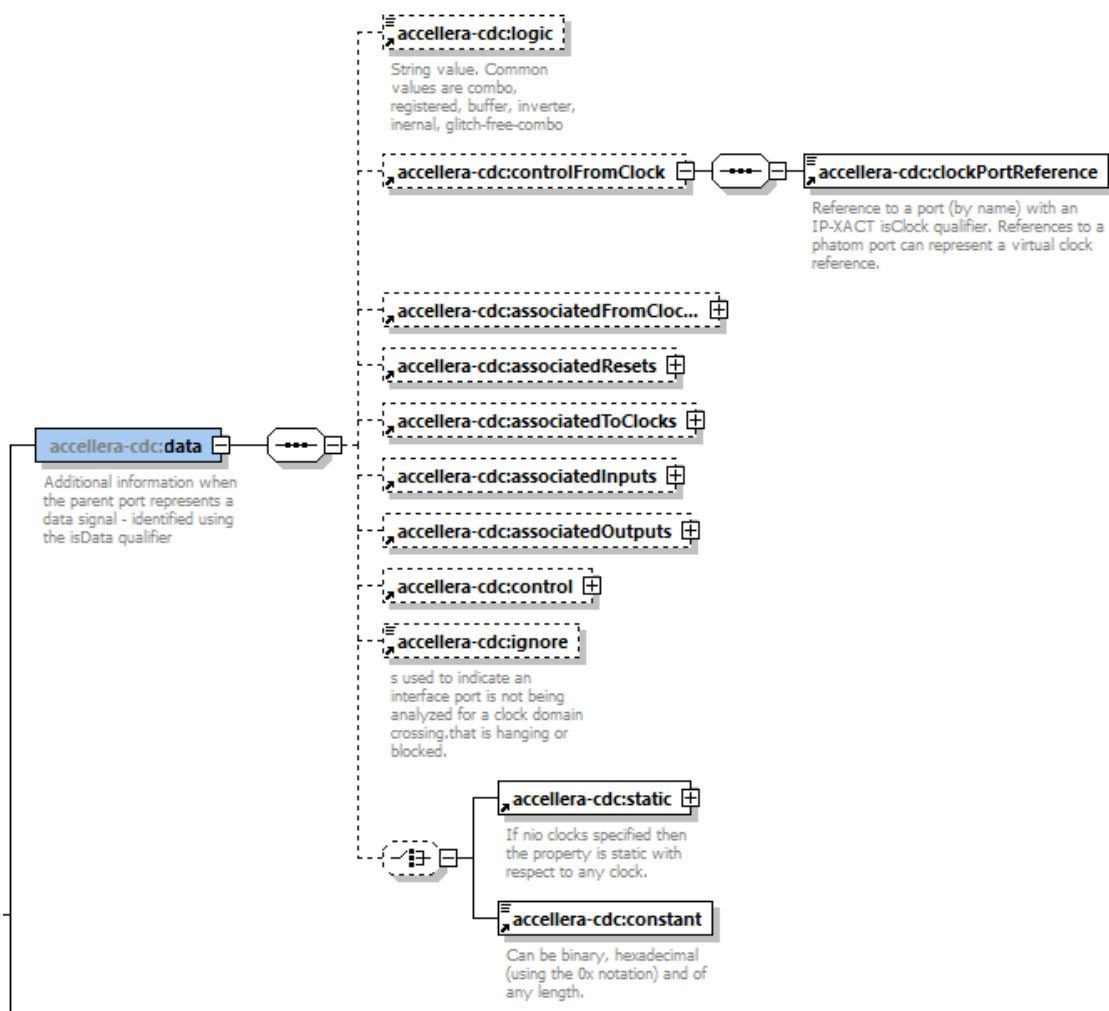 accellera-cdc:logic
String value. Common
values are combo,
registered, buffer, inverter,
inernal, glitch-free-combo
accellera-cdc:controlFromClock
accellera-cdc:clockPortReference
Reference to a port (by name) with an
IP-XACT isClock qualifier. References to a
phatom port can represent a virtual clock
reference.
accellera-cdc:associatedFromCloc...
accellera-cdc:associatedResets
accellera-cdc:associatedToClocks
accellera-cdc:data
Additional information when
the parent port represents a
data signal - identified using
the isData qualifier
accellera-cdc:associatedInputs
accellera-cdc:associatedOutputs
accellera-cdc:control
accellera-cdc:ignore
s used to indicate an
interface port is not being
analyzed for a clock domain
crossing.that is hanging or
blocked.
accellera-cdc:static
If nio clocks specified then
the property is static with
respect to any clock.
accellera-cdc:constant
Can be binary, hexadecimal
(using the 0x notation) and of
any length.